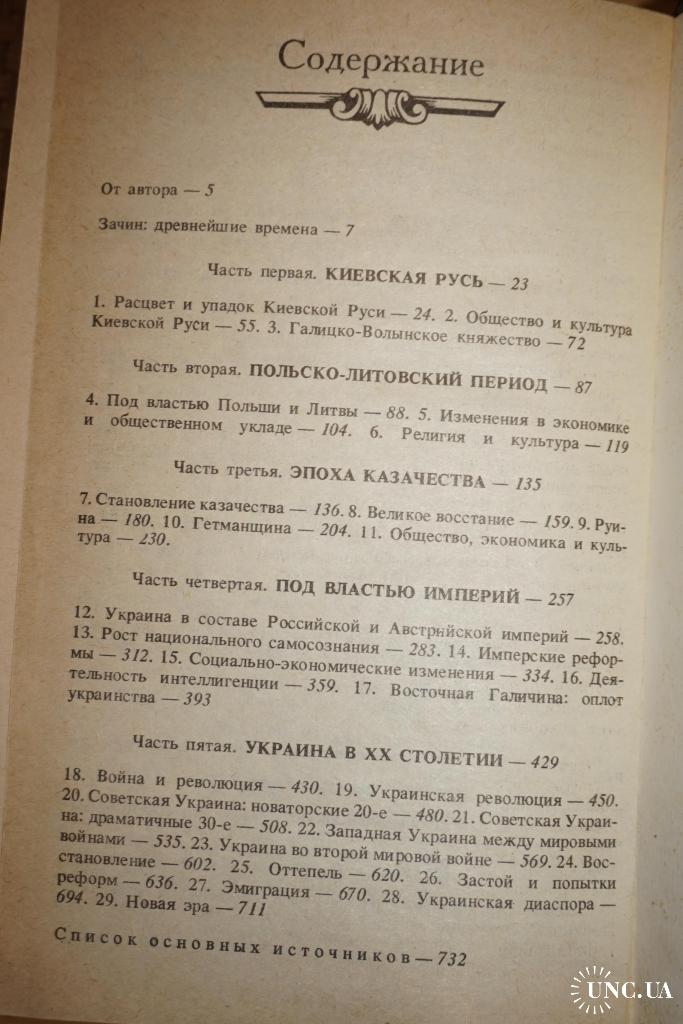 Содержание
От автора — 5
Зачин: древнейшие времена — 7
Часть первая. КИЕВСКАЯ РУСЬ — 23
1. Расцвет и упадок Киевской Руси — 24. 2. Общество и культура
Киевской Руси — 55. 3. Галицко-Волынское княжество — 72
Часть вторая. ПОЛЬСКО-ЛИТОВСКИЙ ПЕРИОД — 87
4. Под властью Польши и Литвы — 88. 5. Изменения в экономике
и общественном укладе — 104. 6. Религия и культура — 119
Часть третья. ЭПОХА КАЗАЧЕСТВА — 135
7. Становление казачества — 136. 8. Великое восстание — 159. 9. Руи-
на — 180. 10. Гетманщина — 204. 11. Общество, экономика и куль-
тура — 230.
Часть четвертая. ПОД ВЛАСТЬЮ ИМПЕРИЙ — 257
12. Украина в составе Российской и Австрийской империй — 258.
13. Рост национального самосознания — 283. 14. Имперские рефор-
мы — 312. 15. Социально-экономические изменения — 334. 16. Дея-
тельность интеллигенции — 359. 17. Восточная Галичина: оплот
украинства — 393
Часть пятая. УКРАИНА В XX СТОЛЕТИИ — 429
18. Война и революция — 430. 19. Украинская революция — 450.
20. Советская Украина: новаторские 20-е — 480. 21. Советская Украи-
на: драматичные 30-е — 508. 22. Западная Украина между мировыми
войнами — 535. 23. Украина во второй мировой войне — 569. 24. Вос-
становление — 602. 25. Оттепель — 620. 26. Застой и попытки
реформ — 636. 27. Эмиграция — 670. 28. Украинская диаспора —
694. 29. Новая эра — 711
Список основных источников — 732
UNC.UA